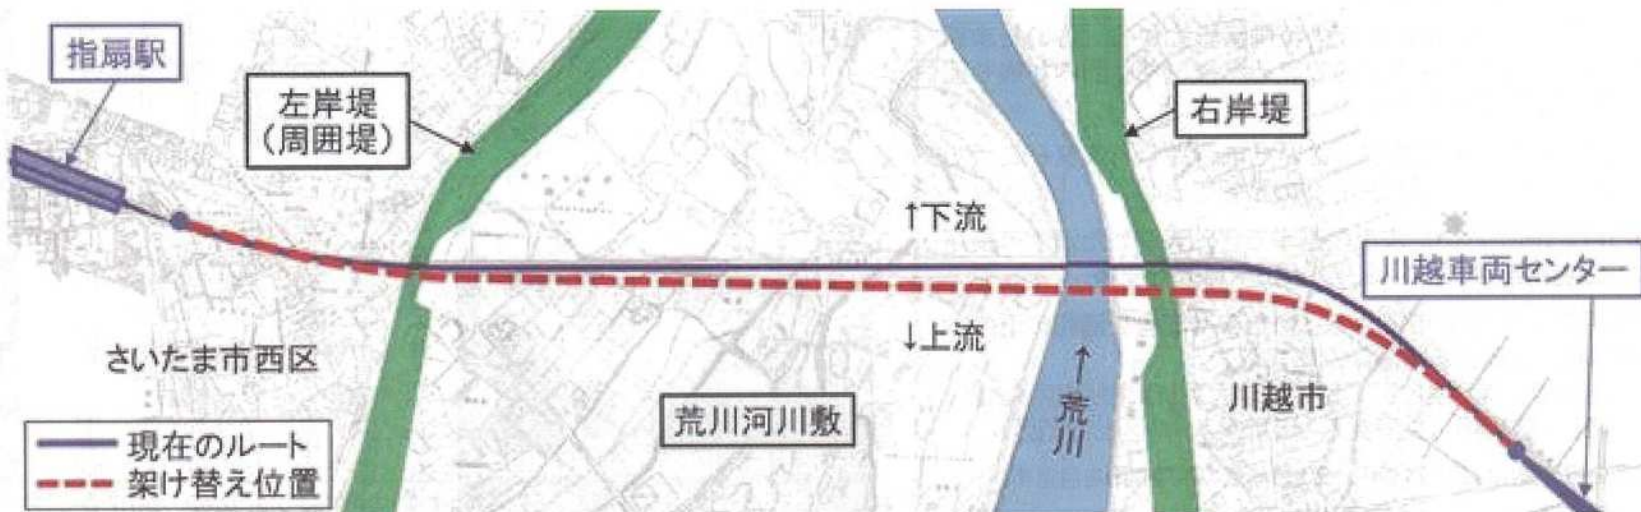 指扇駅
左岸堤
(周囲堤)
右岸堤
↑下流
川越車両センター
↓上流
さいたま市西区
荒川河川敷
↑荒川
川越市
現在のルート
架け替え位置